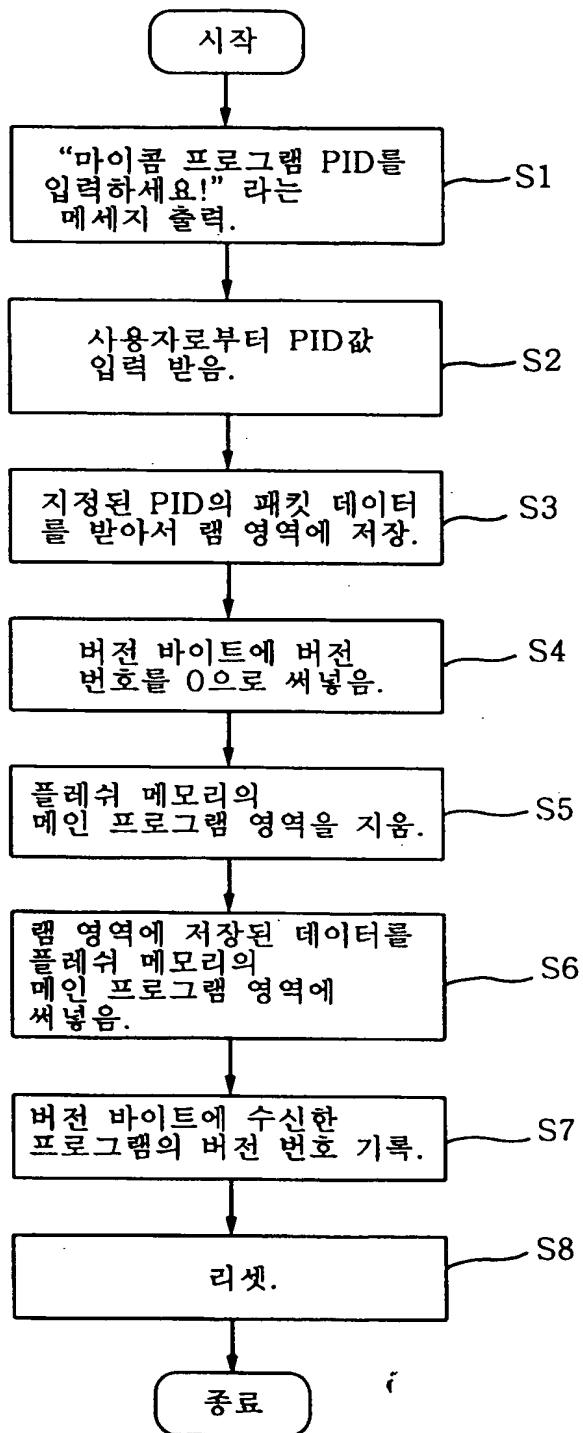 시작
“마이콤 프로그램 PID를
입력하세요!” 라는
메세지 출력.
S1
사용자로부터 PID값
입력 받음.
S2
지정된 PID의 패킷 데이터
를 받아서 램 영역에 저장.
S3
버전 바이트에 버전
번호를 0으로 써넣음.
S4
플레쉬 메모리의
메인 프로그램 영역을 지움.
S5
램 영역에 저장된 데이터를
플레쉬 메모리의
메인 프로그램 영역에
써넣음.
S6
버전 바이트에 수신한
프로그램의 버전 번호 기록.
S7
리셋.
S8
종료